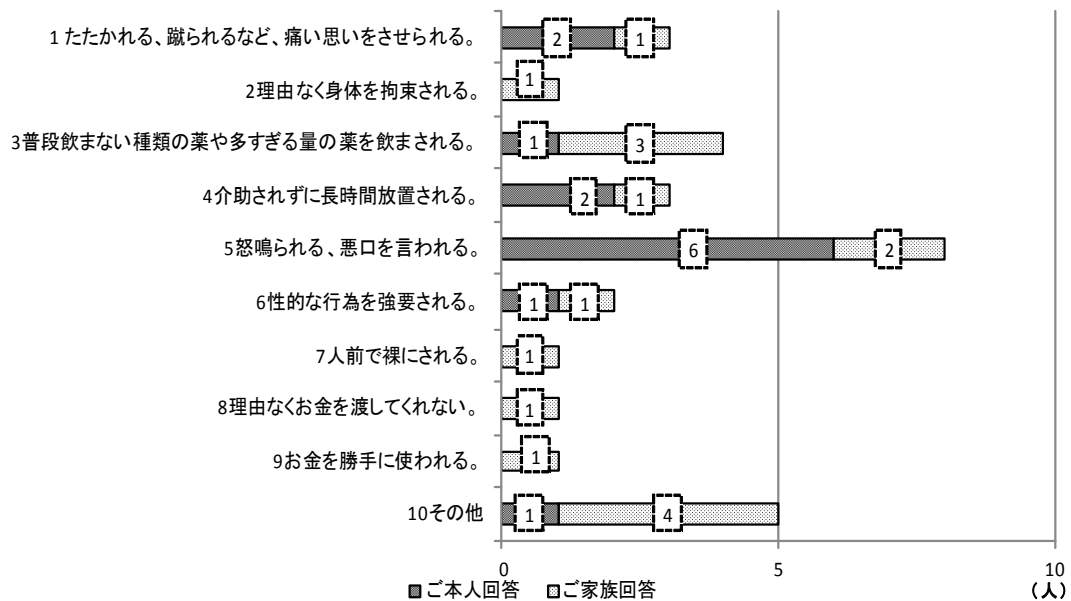 1 たたかれる、蹴られるなど、痛い思いをさせられる。
2 1
2理由なく身体を拘束される。
1
3普段飲まない種類の薬や多すぎる量の薬を飲まされる。
1 3
4介助されずに長時間放置される。
2 1
5怒鳴られる、悪口を言われる。
6 2
6性的な行為を強要される。
1 1
7人前で裸にされる。
1
8理由なくお金を渡してくれない。
1
9お金を勝手に使われる。
1
10その他
1 4
0 5 10
ご本人回答 ご家族回答 (人)